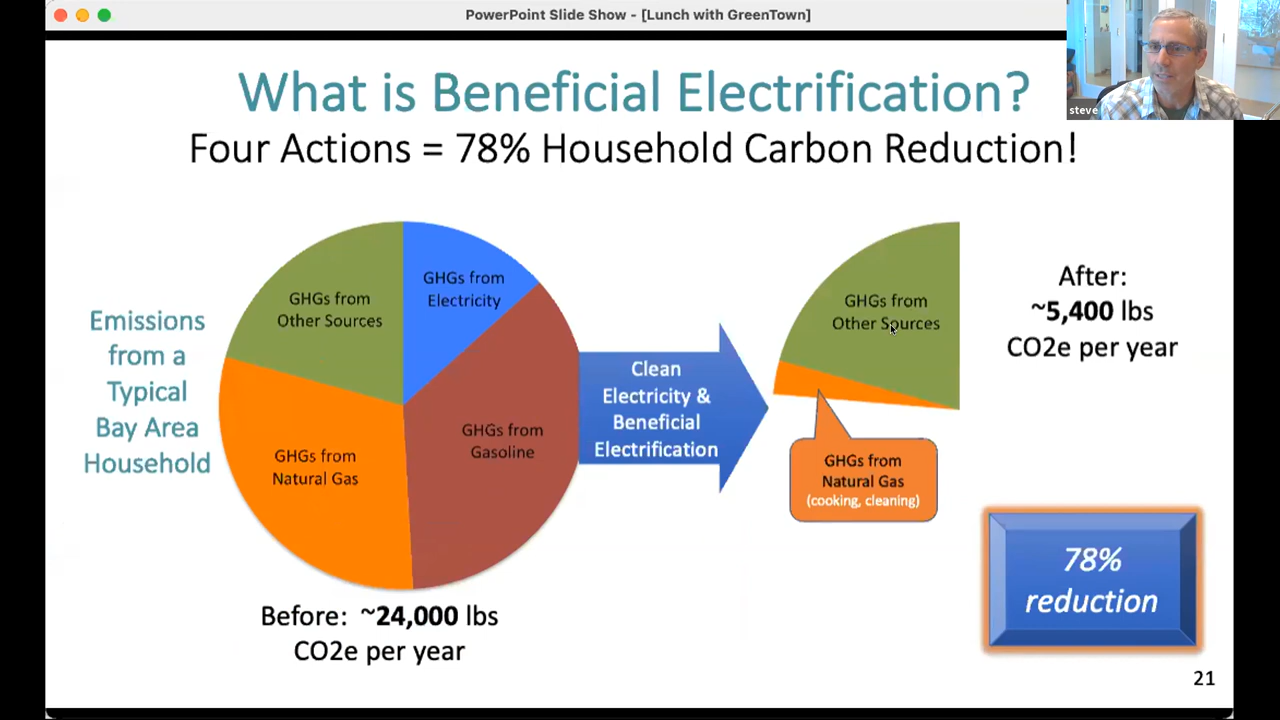 PowerPoint Slide Show - [Lunch with GreenTown]
steve
What is Beneficial Electrification?
Four Actions = 78% Household Carbon Reduction!
Emissions
from a
Typical
Bay Area
Household
GHGs from
Other Sources
GHGs from
Electricity
GHGs from
Gasoline
GHGs from
Natural Gas
Before: ~24,000 lbs
CO2e per year
Clean
Electricity &
Beneficial
Electrification
GHGs from
Other Sources
GHGs from
Natural Gas
(cooking, cleaning)
After:
~5,400 lbs
CO2e per year
78%
reduction
21